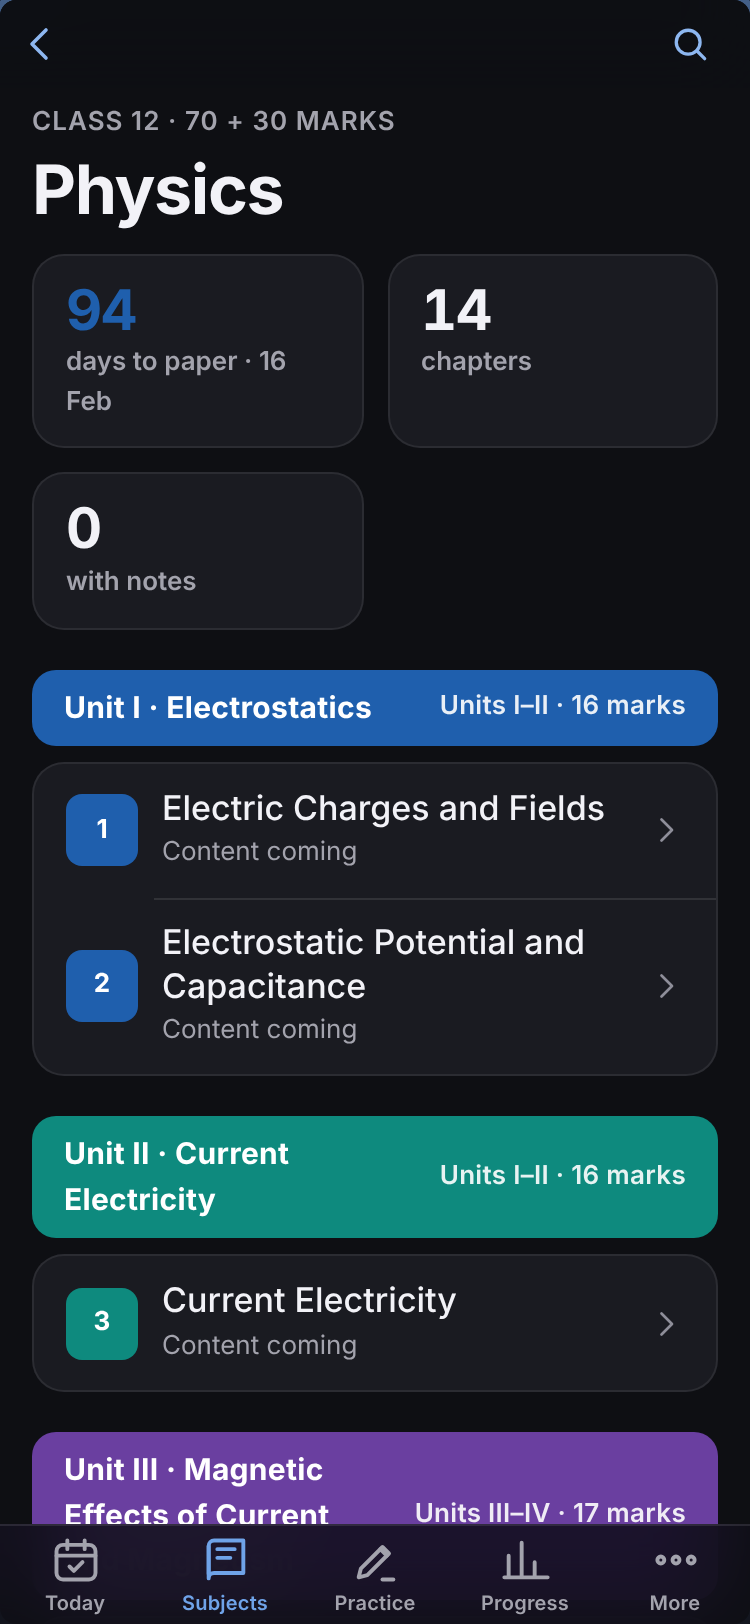 CLASS 12 · 70 + 30 MARKS
Physics
94
days to paper · 16
Feb
14
chapters
0
with notes
Unit I · Electrostatics
Units I–II · 16 marks
1
Electric Charges and Fields
Content coming
2
Electrostatic Potential and
Capacitance
Content coming
Unit II · Current
Electricity
Units I–II · 16 marks
3
Current Electricity
Content coming
Unit III · Magnetic
Effects of Current
Units III–IV · 17 marks
Today
Subjects
Practice
Progress
More